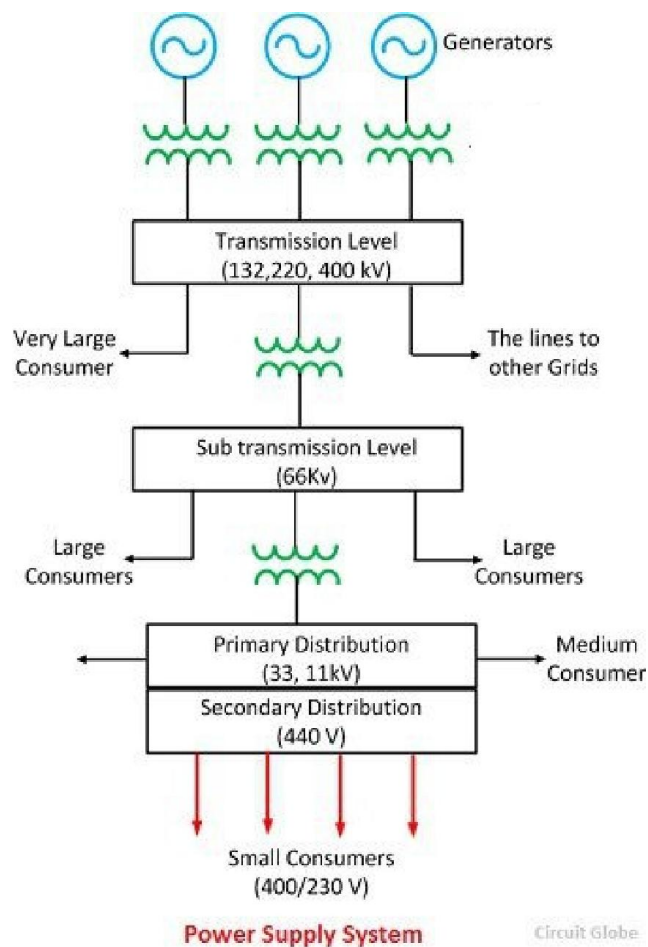 Generators
Transmission Level
(132,220, 400 kV)
Very Large
Consumer
The lines to
other Grids
Sub transmission Level
(66Kv)
Large
Consumers
Large
Consumers
Primary Distribution
(33, 11kV)
Medium
Consumer
Secondary Distribution
(440 V)
Small Consumers
(400/230 V)
Power Supply System
Circuit Globe